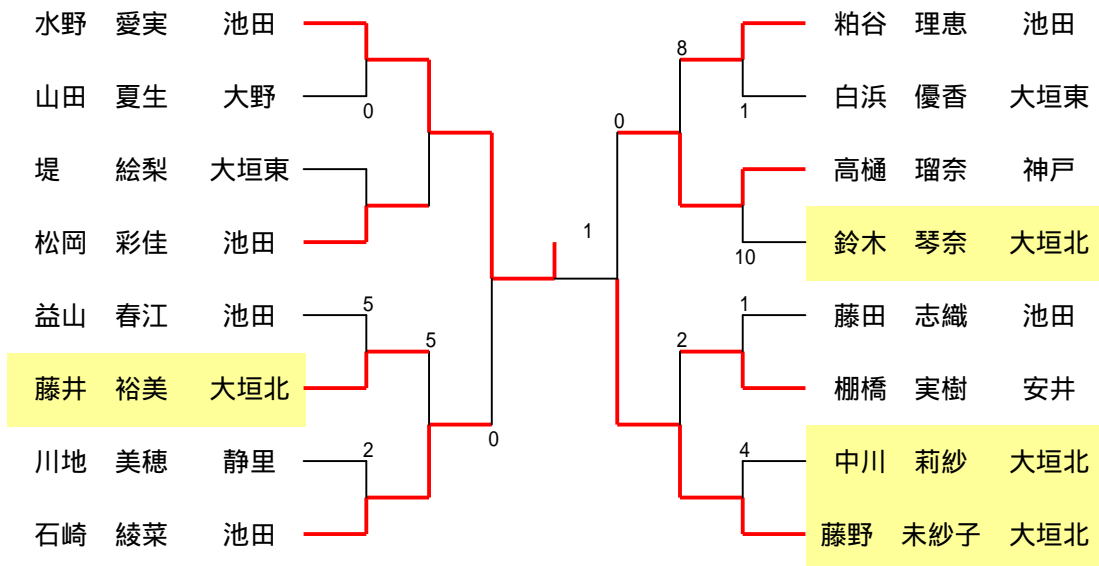 水野 愛実 池田
山田 夏生 大野
0
堤 絵梨 大垣東
松岡 彩佳 池田
益山 春江 池田
5
5
藤井 裕美 大垣北
川地 美穂 静里
2
0
石崎 綾菜 池田
1
粕谷 理恵 池田
8
白浜 優香 大垣東
1
0
高樋 瑠奈 神戸
鈴木 琴奈 大垣北
10
藤田 志織 池田
1
2
棚橋 実樹 安井
中川 莉紗 大垣北
4
藤野 未紗子 大垣北